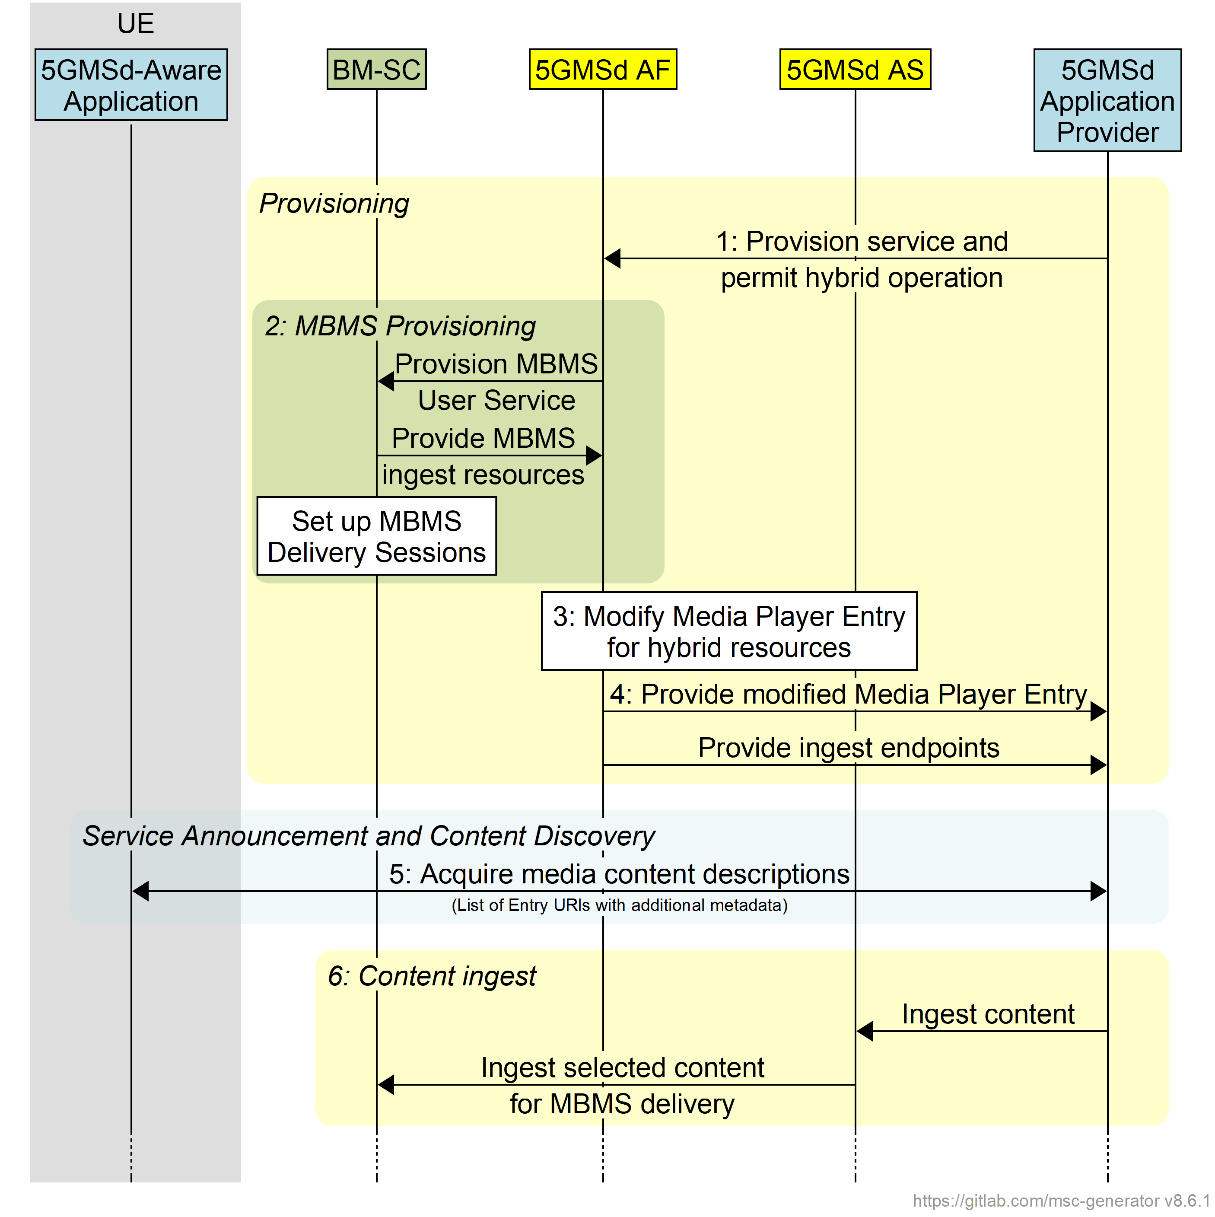 UE
5GMSd-Aware
Application
BM-SC
5GMSd AF
5GMSd AS
5GMSd
Application
Provider
Provisioning
1: Provision service and
permit hybrid operation
2: MBMS Provisioning
Provision MBMS
User Service
Provide MBMS
ingest resources
Set up MBMS
Delivery Sessions
3: Modify Media Player Entry
for hybrid resources
4: Provide modified Media Player Entry
Provide ingest endpoints
Service Announcement and Content Discovery
5: Acquire media content descriptions
(List of Entry URIs with additional metadata)
6: Content ingest
Ingest content
Ingest selected content
for MBMS delivery
https://gitlab.com/msc-generator v8.6.1